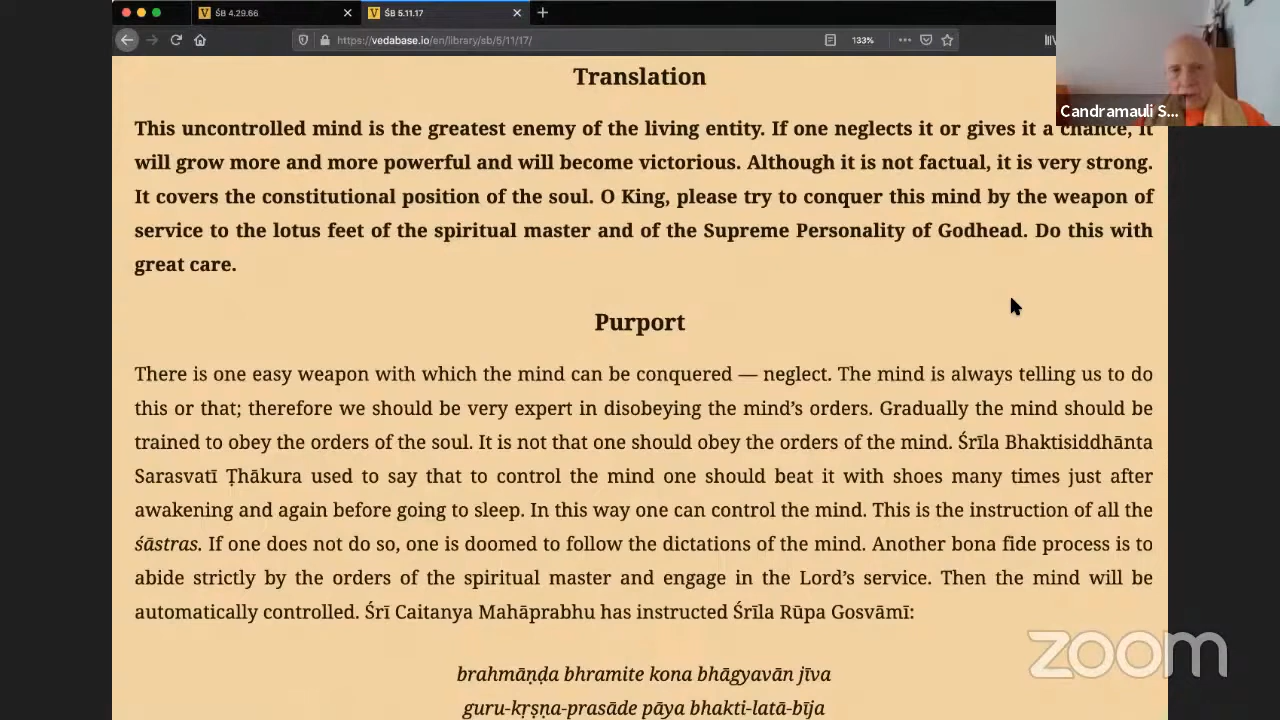 ŚB 4.29.66
ŚB 5.11.17
https://vedabase.io/en/library/sb/5/11/17/
133%
Candramauli S...
Translation
This uncontrolled mind is the greatest enemy of the living entity. If one neglects it or gives it a chance, it
will grow more and more powerful and will become victorious. Although it is not factual, it is very strong.
It covers the constitutional position of the soul. O King, please try to conquer this mind by the weapon of
service to the lotus feet of the spiritual master and of the Supreme Personality of Godhead. Do this with
great care.
Purport
There is one easy weapon with which the mind can be conquered — neglect. The mind is always telling us to do
this or that; therefore we should be very expert in disobeying the mind’s orders. Gradually the mind should be
trained to obey the orders of the soul. It is not that one should obey the orders of the mind. Śrīla Bhaktisiddhānta
Sarasvatī Ṭhākura used to say that to control the mind one should beat it with shoes many times just after
awakening and again before going to sleep. In this way one can control the mind. This is the instruction of all the
śāstras. If one does not do so, one is doomed to follow the dictations of the mind. Another bona fide process is to
abide strictly by the orders of the spiritual master and engage in the Lord’s service. Then the mind will be
automatically controlled. Śrī Caitanya Mahāprabhu has instructed Śrīla Rūpa Gosvāmī:
brahmāṇḍa bhramite kona bhāgyavān jīva
guru-kṛṣṇa-prasāde pāya bhakti-latā-bīja
zoom